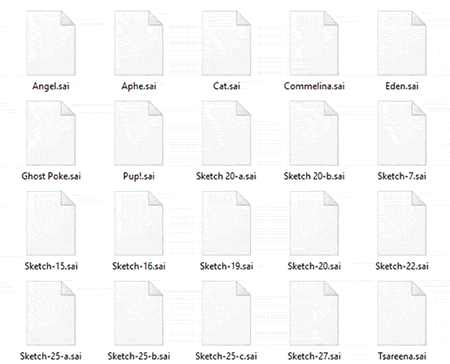 Angel.sai Aphe.sai Cat.sai Commelina.sai Eden.sai
Ghost Poke.sai Pup!.sai Sketch 20-a.sai Sketch 20-b.sai Sketch-7.sai
Sketch-15.sai Sketch-16.sai Sketch-19.sai Sketch-20.sai Sketch-22.sai
Sketch-25-a.sai Sketch-25-b.sai Sketch-25-c.sai Sketch-27.sai Tsareena.sai